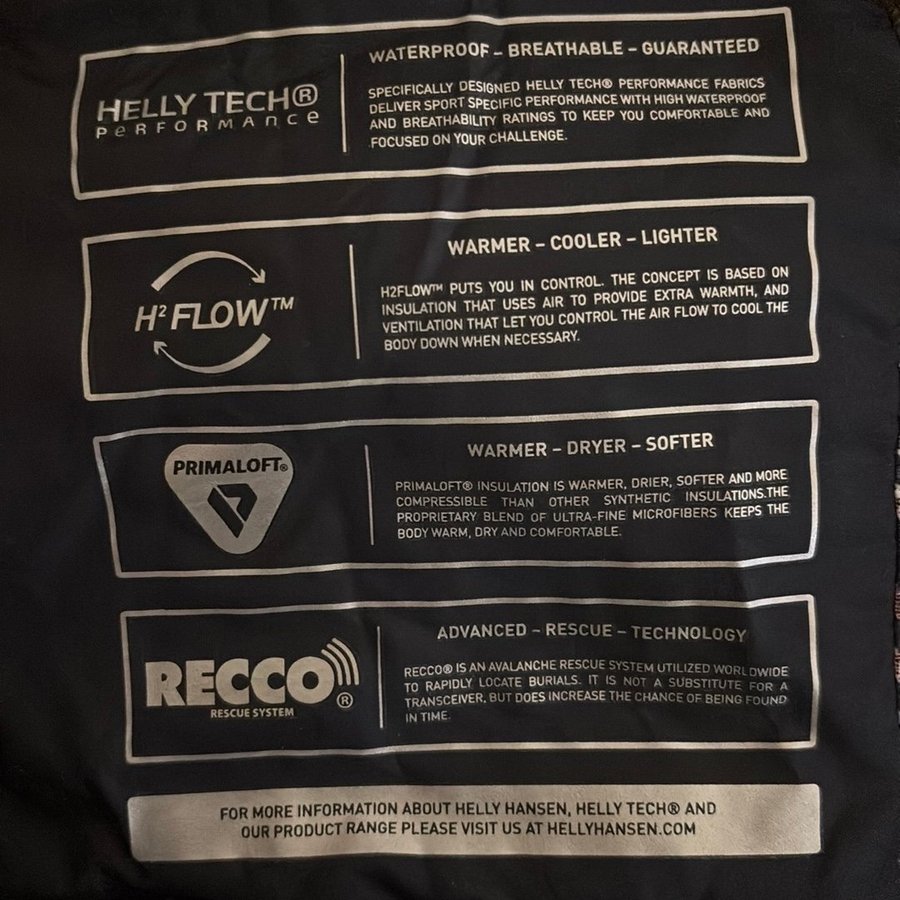 HELLY TECH®
PERFORMANCE
WATERPROOF – BREATHABLE – GUARANTEED
SPECIFICALLY DESIGNED HELLY TECH® PERFORMANCE FABRICS
DELIVER SPORT SPECIFIC PERFORMANCE WITH HIGH WATERPROOF
AND BREATHABILITY RATINGS TO KEEP YOU COMFORTABLE AND
FOCUSED ON YOUR CHALLENGE.
H² FLOW™
WARMER – COOLER – LIGHTER
H2FLOW™ PUTS YOU IN CONTROL. THE CONCEPT IS BASED ON
INSULATION THAT USES AIR TO PROVIDE EXTRA WARMTH, AND
VENTILATION THAT LET YOU CONTROL THE AIR FLOW TO COOL THE
BODY DOWN WHEN NECESSARY.
PRIMALOFT®
WARMER – DRYER – SOFTER
PRIMALOFT® INSULATION IS WARMER, DRIER, SOFTER AND MORE
COMPRESSIBLE THAN OTHER SYNTHETIC INSULATIONS.THE
PROPRIETARY BLEND OF ULTRA-FINE MICROFIBERS KEEPS THE
BODY WARM, DRY AND COMFORTABLE.
RECCO®
RESCUE SYSTEM
ADVANCED – RESCUE – TECHNOLOGY
RECCO® IS AN AVALANCHE RESCUE SYSTEM UTILIZED WORLDWIDE
TO RAPIDLY LOCATE BURIALS. IT IS NOT A SUBSTITUTE FOR A
TRANSCEIVER, BUT DOES INCREASE THE CHANCE OF BEING FOUND
IN TIME.
FOR MORE INFORMATION ABOUT HELLY HANSEN, HELLY TECH® AND
OUR PRODUCT RANGE PLEASE VISIT US AT HELLYHANSEN.COM